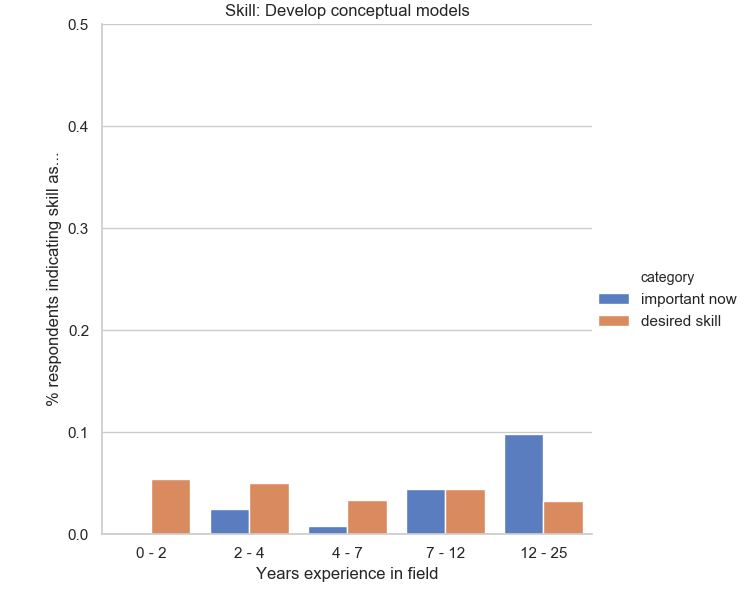 Skill: Develop conceptual models
0.5
0.4
0.3
0.2
0.1
0.0
% respondents indicating skill as...
0 - 2
2 - 4
4 - 7
7 - 12
12 - 25
Years experience in field
category
important now
desired skill